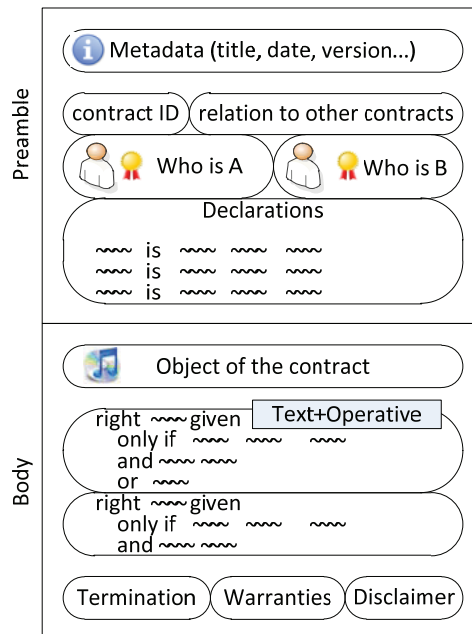 Preamble
Metadata (title, date, version...)
contract ID
relation to other contracts
Who is A
Who is B
Declarations
is
is
is
Body
Object of the contract
Text+Operative
right given
only if
and
or
right given
only if
and
Termination
Warranties
Disclaimer